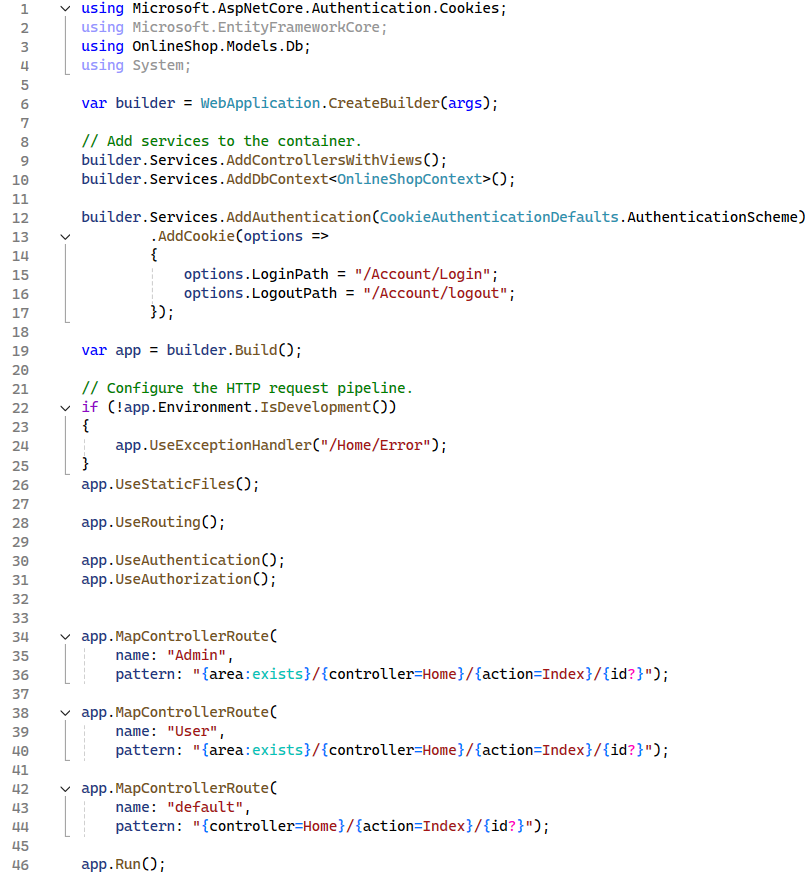 1 using Microsoft.AspNetCore.Authentication.Cookies;
2 using Microsoft.EntityFrameworkCore;
3 using OnlineShop.Models.Db;
4 using System;
5
6 var builder = WebApplication.CreateBuilder(args);
7
8 // Add services to the container.
9 builder.Services.AddControllersWithViews();
10 builder.Services.AddDbContext<OnlineShopContext>();
11
12 builder.Services.AddAuthentication(CookieAuthenticationDefaults.AuthenticationScheme)
13         .AddCookie(options =>
14         {
15             options.LoginPath = "/Account/Login";
16             options.LogoutPath = "/Account/logout";
17         });
18
19 var app = builder.Build();
20
21 // Configure the HTTP request pipeline.
22 if (!app.Environment.IsDevelopment())
23 {
24     app.UseExceptionHandler("/Home/Error");
25 }
26 app.UseStaticFiles();
27
28 app.UseRouting();
29
30 app.UseAuthentication();
31 app.UseAuthorization();
32
33
34 app.MapControllerRoute(
35     name: "Admin",
36     pattern: "{area:exists}/{controller=Home}/{action=Index}/{id?}");
37
38 app.MapControllerRoute(
39     name: "User",
40     pattern: "{area:exists}/{controller=Home}/{action=Index}/{id?}");
41
42 app.MapControllerRoute(
43     name: "default",
44     pattern: "{controller=Home}/{action=Index}/{id?}");
45
46 app.Run();